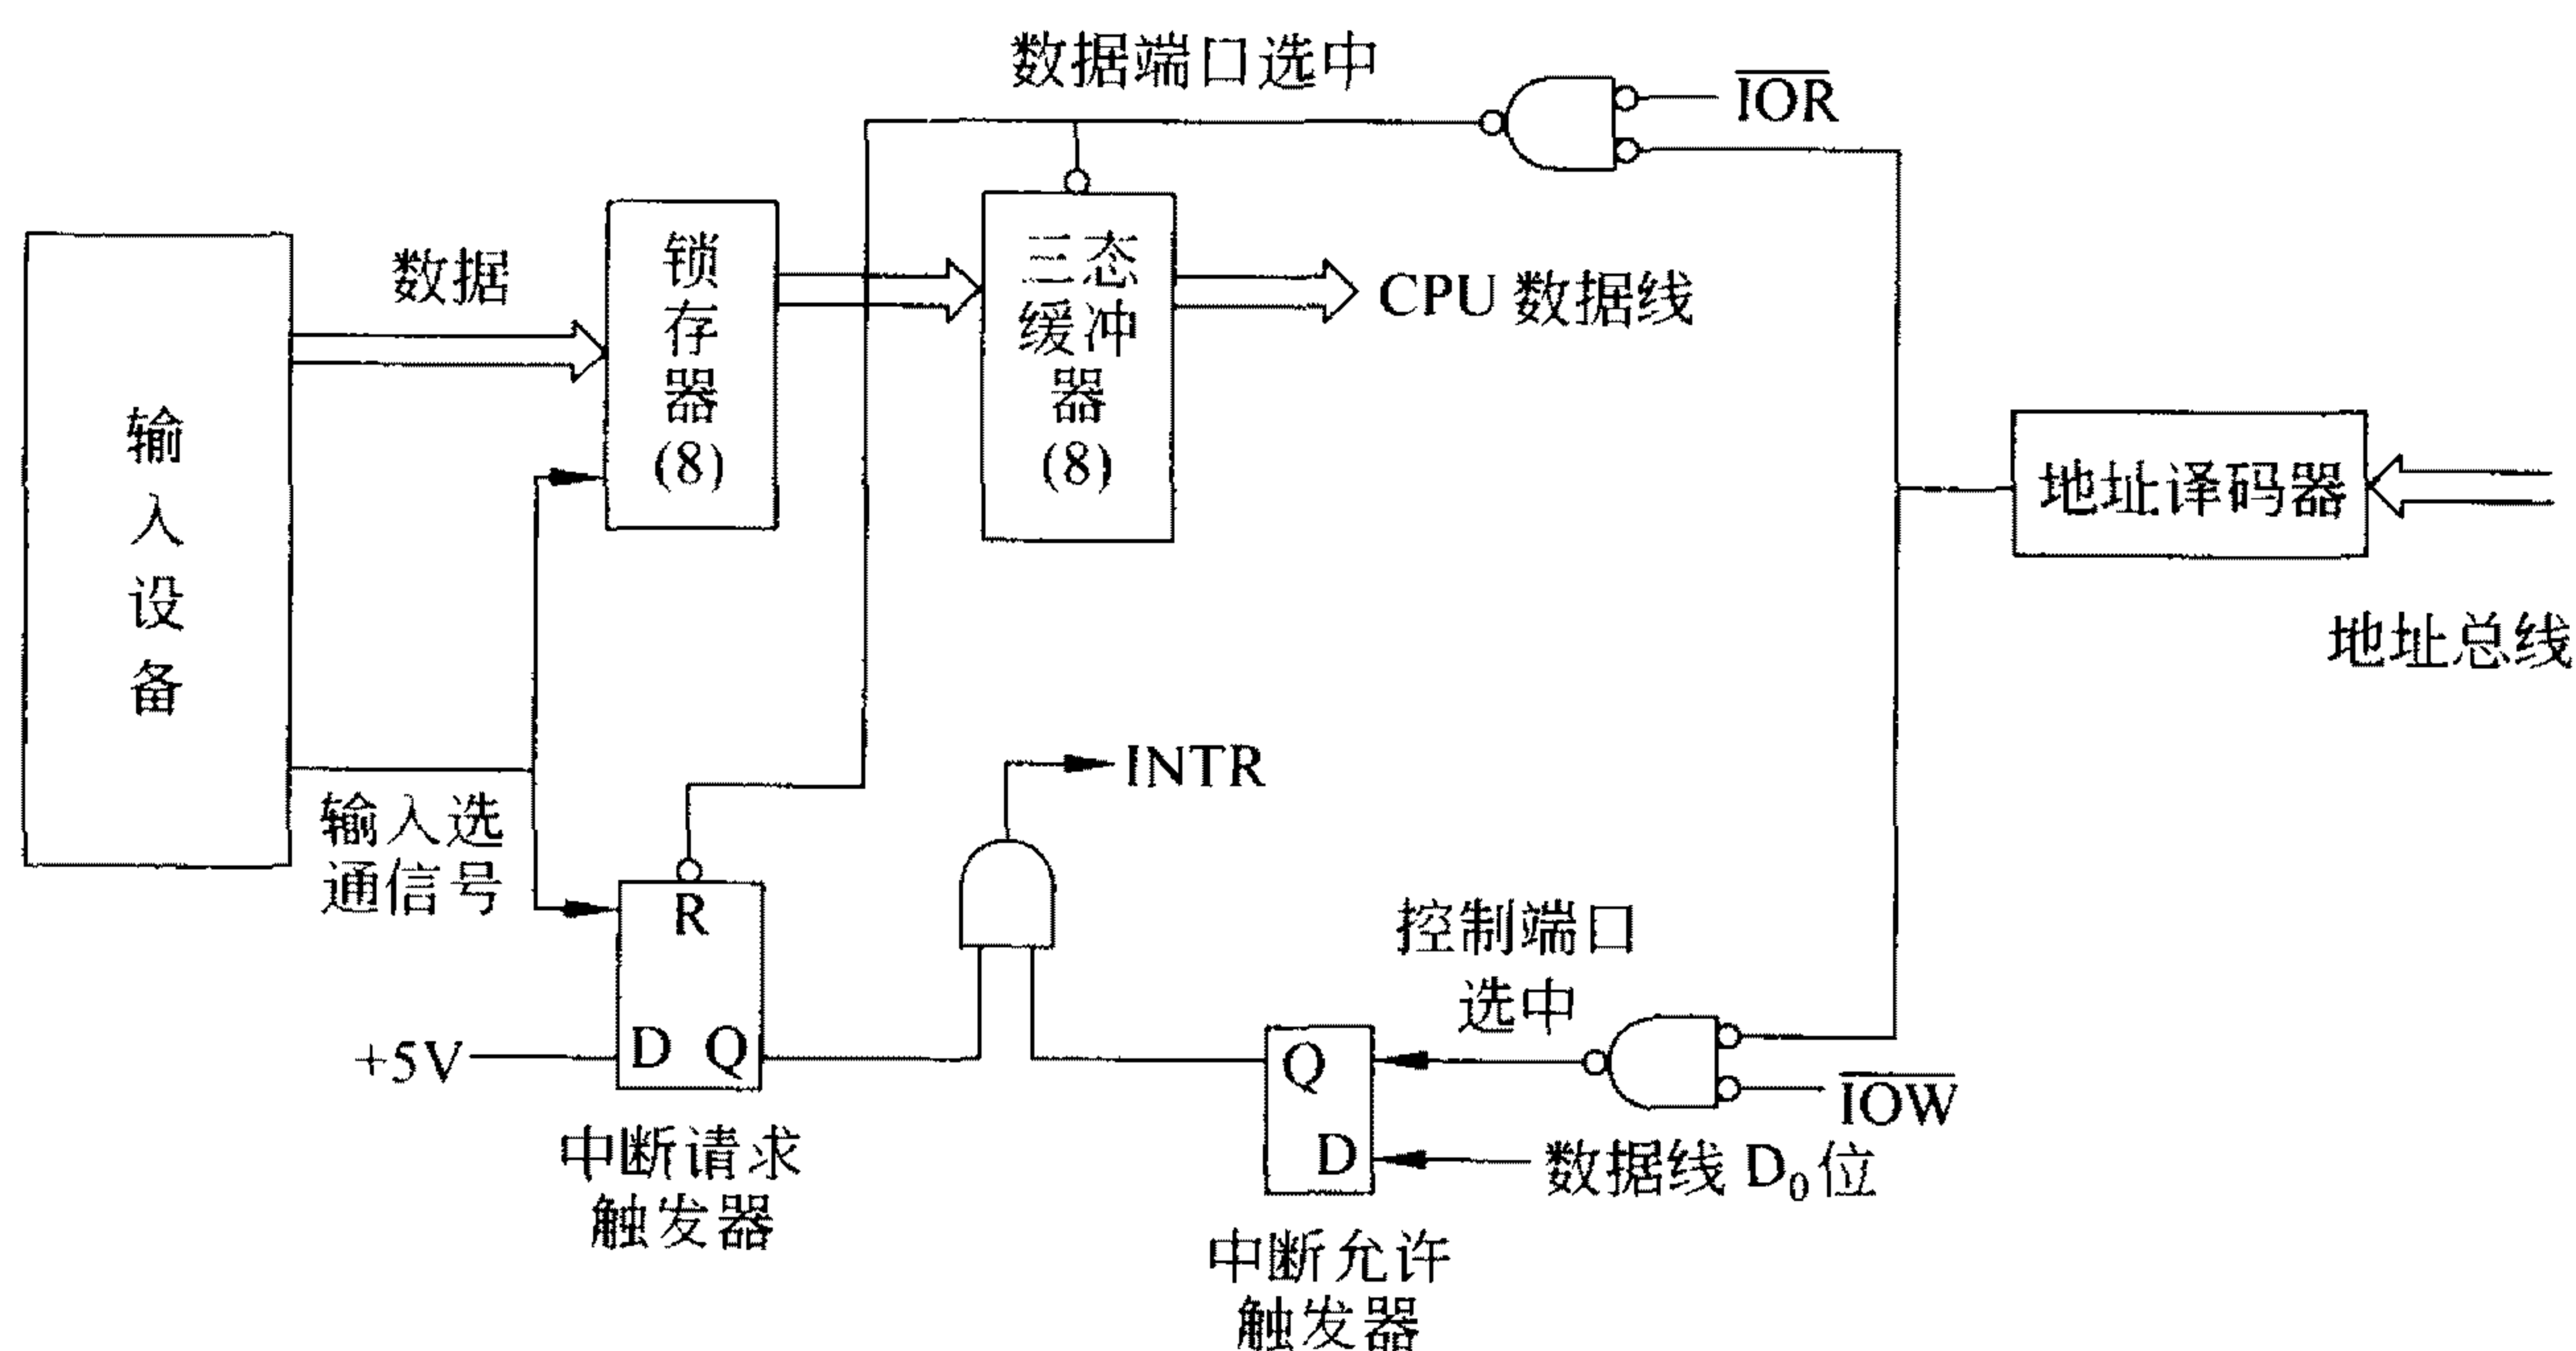 数据端口选中
IOR
数据
锁存器
(8)
三态缓冲器
(8)
CPU 数据线
输入设备
地址译码器
地址总线
输入选
通信号
INTR
R
D Q
+5V
中断请求
触发器
控制端口
选中
Q
D
IOW
数据线 D₀位
中断允许
触发器